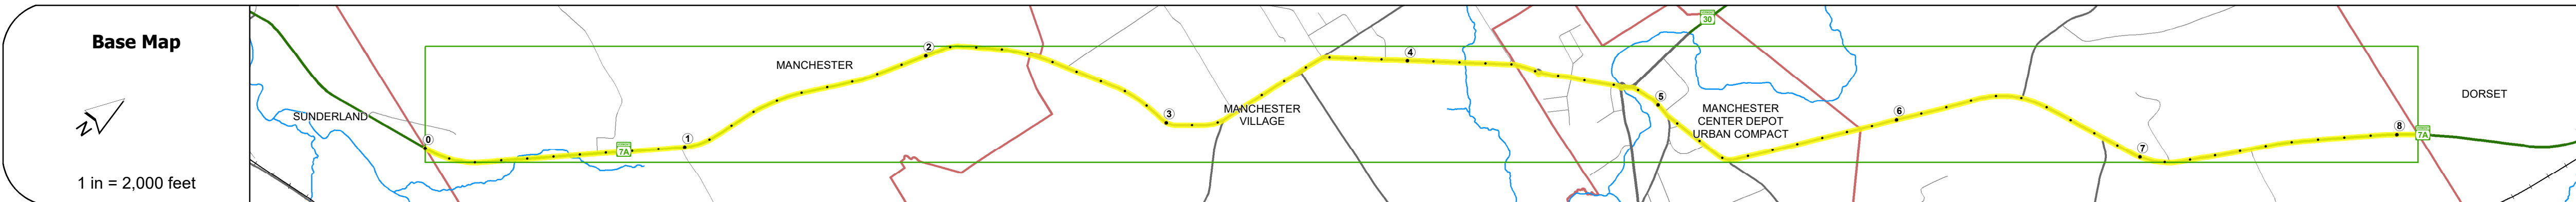 Base Map
N
1 in = 2,000 feet
SUNDERLAND
0
7A
1
MANCHESTER
2
3
MANCHESTER
VILLAGE
4
30
5
MANCHESTER
CENTER DEPOT
URBAN COMPACT
6
7
8
7A
DORSET